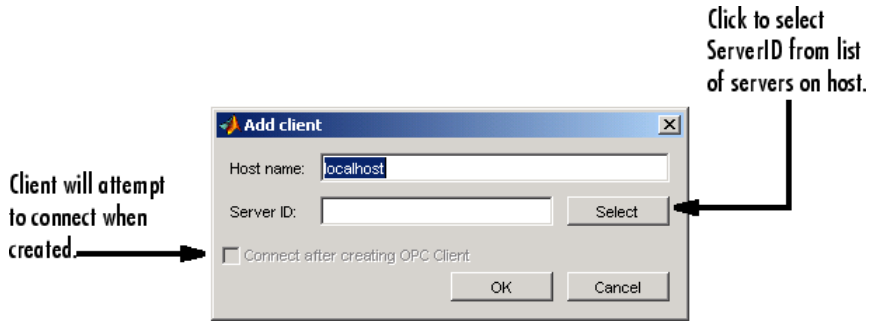 Click to select
ServerID from list
of servers on host.
Add client
Host name: localhost
Server ID: Select
Client will attempt
to connect when
created.
Connect after creating OPC Client
OK Cancel